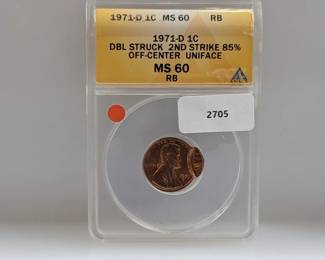 1971-D 1C MS 60 RB
1971-D 1C
DBL STRUCK 2ND STRIKE 85%
OFF-CENTER UNIFACE
MS 60
RB
2705